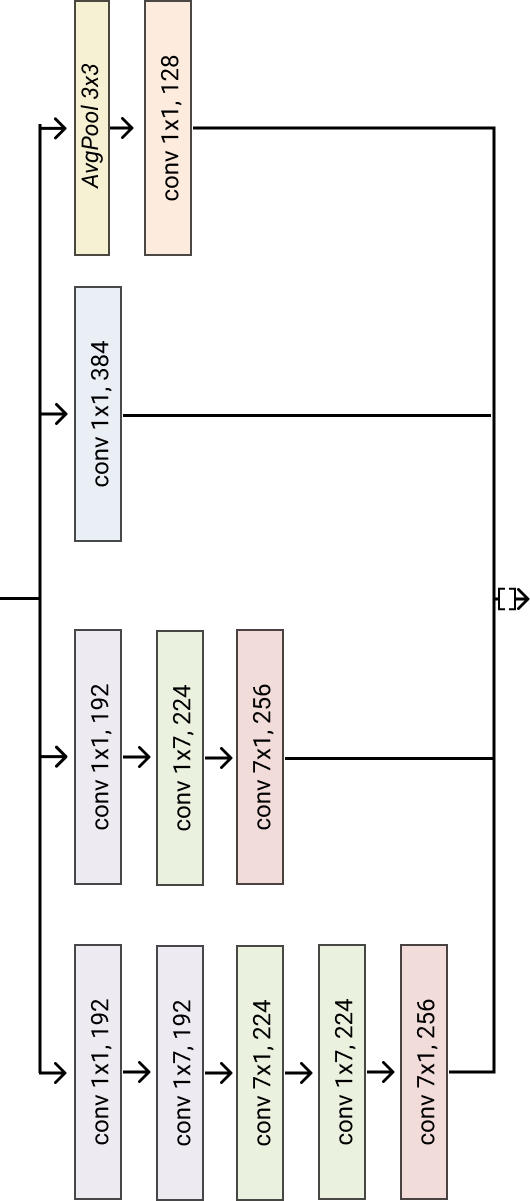 AvgPool 3x3
conv 1x1, 128
conv 1x1, 384
conv 1x1, 192
conv 1x7, 224
conv 7x1, 256
conv 1x1, 192
conv 1x7, 192
conv 7x1, 224
conv 1x7, 224
conv 7x1, 256
[ ]